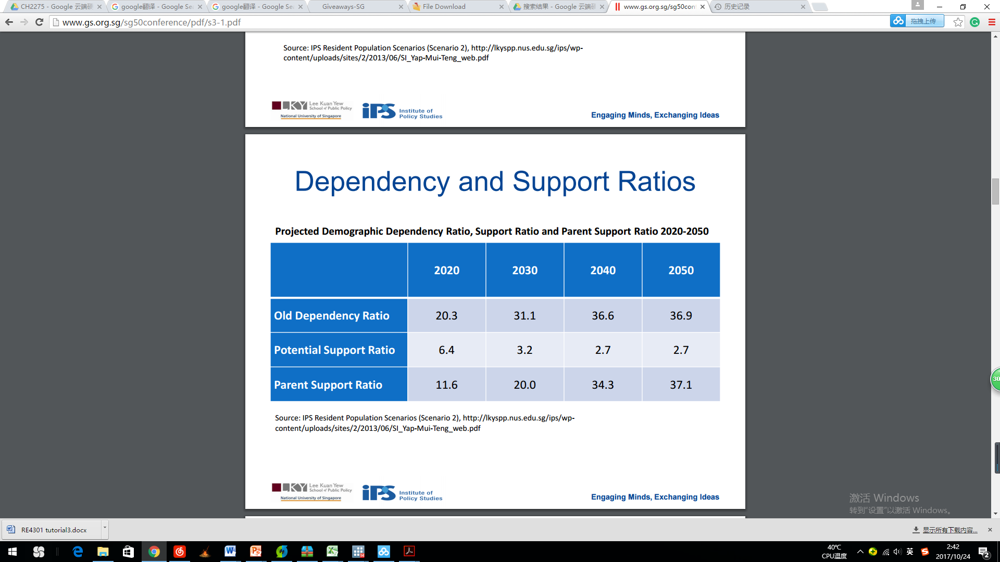 CH2275 - Google 云端硬
google翻译 - Google Sea
google翻译 - Google Sea
Giveaways-SG
File Download
搜索结果 - Google 云端硬
www.gs.org.sg/sg50con
历史记录
www.gs.org.sg/sg50conference/pdf/s3-1.pdf
拖拽上传
Source: IPS Resident Population Scenarios (Scenario 2), http://lkyspp.nus.edu.sg/ips/wp-
content/uploads/sites/2/2013/06/SI_Yap-Mui-Teng_web.pdf
LKY Lee Kuan Yew
School of Public Policy
National University of Singapore
iPS Institute of
Policy Studies
Engaging Minds, Exchanging Ideas
Dependency and Support Ratios
Projected Demographic Dependency Ratio, Support Ratio and Parent Support Ratio 2020-2050
2020 2030 2040 2050
Old Dependency Ratio 20.3 31.1 36.6 36.9
Potential Support Ratio 6.4 3.2 2.7 2.7
Parent Support Ratio 11.6 20.0 34.3 37.1
Source: IPS Resident Population Scenarios (Scenario 2), http://lkyspp.nus.edu.sg/ips/wp-
content/uploads/sites/2/2013/06/SI_Yap-Mui-Teng_web.pdf
LKY Lee Kuan Yew
School of Public Policy
National University of Singapore
iPS Institute of
Policy Studies
Engaging Minds, Exchanging Ideas
30
激活 Windows
转到“设置”以激活 Windows。
RE4301 tutorial3.docx
显示所有下载内容...
40℃
CPU温度
英
2:42
2017/10/24
2